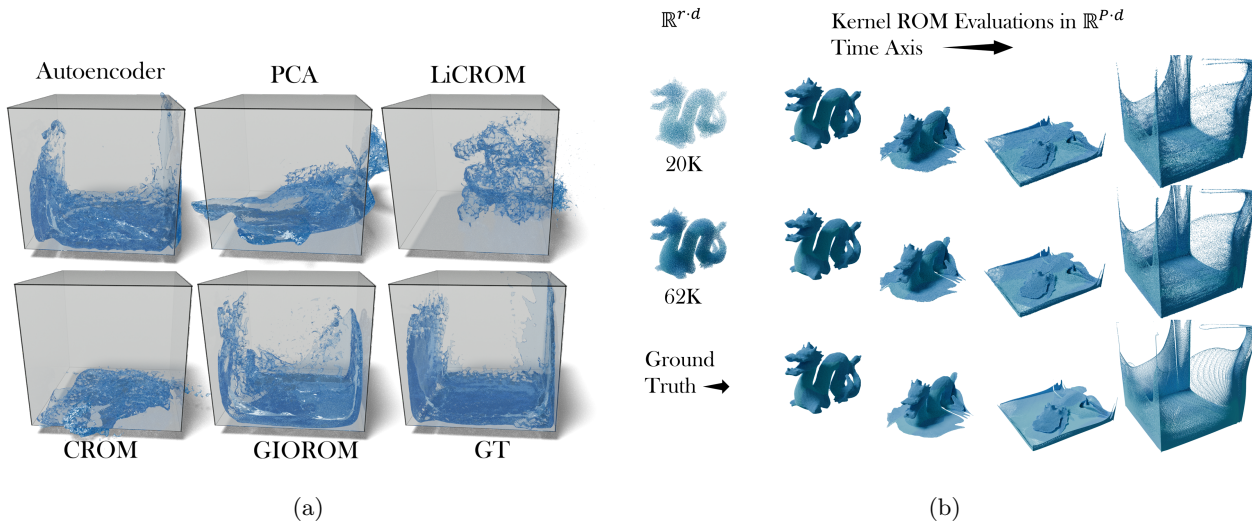 Autoencoder
PCA
LiCROM
CROM
GIOROM
GT
(a)
ℝ^{r·d}
Kernel ROM Evaluations in ℝ^{P·d}
Time Axis
20K
62K
Ground
Truth
(b)